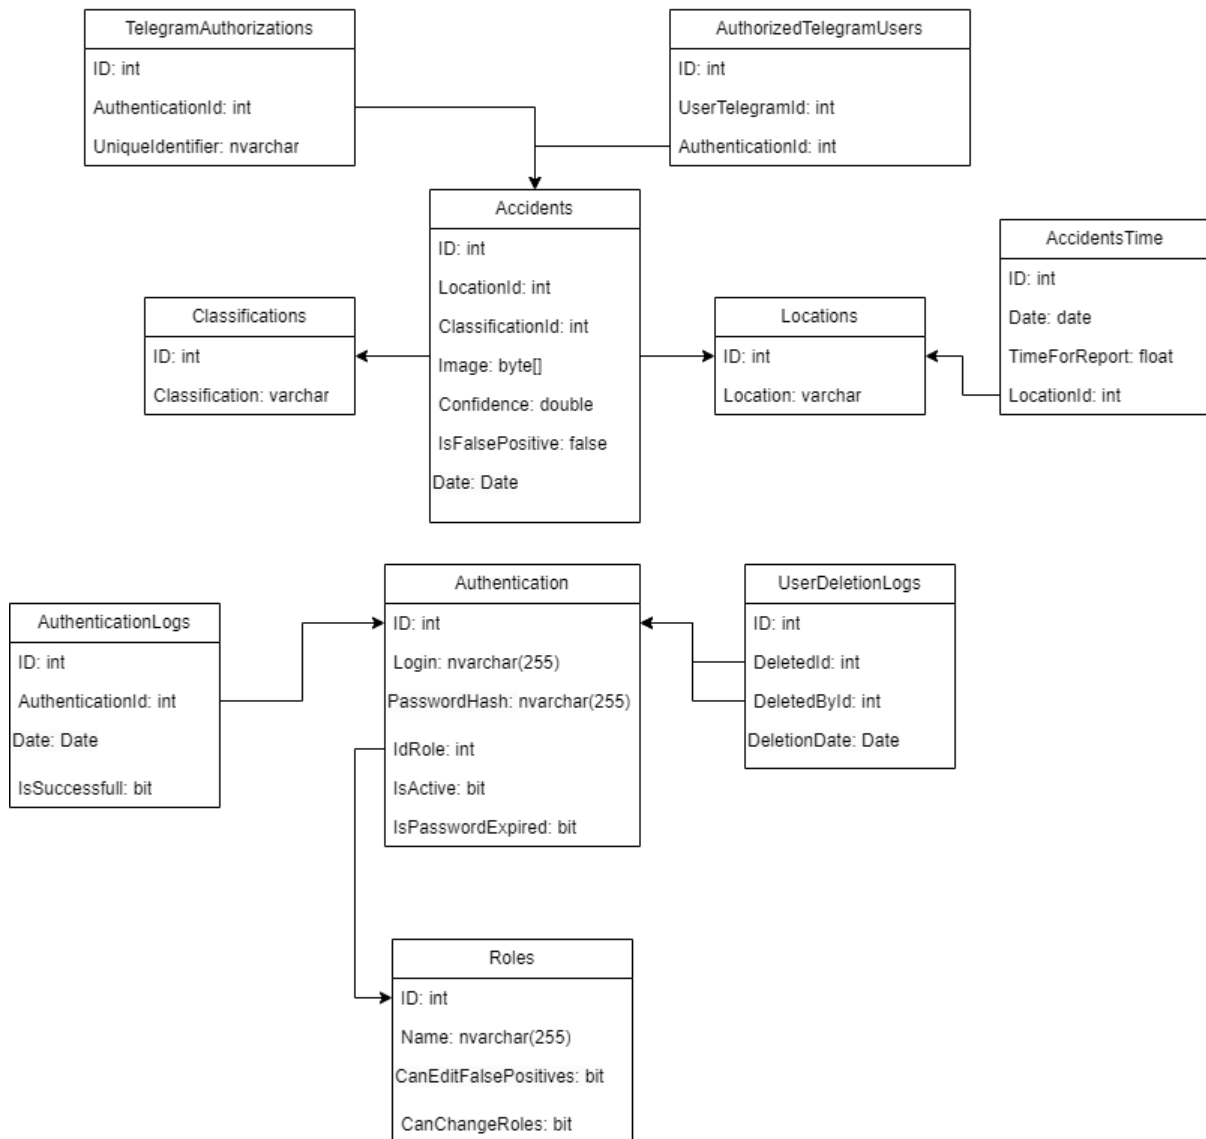 TelegramAuthorizations
ID: int
AuthenticationId: int
UniqueIdentifier: nvarchar
AuthorizedTelegramUsers
ID: int
UserTelegramId: int
AuthenticationId: int
Accidents
ID: int
LocationId: int
ClassificationId: int
Image: byte[]
Confidence: double
IsFalsePositive: false
Date: Date
Classifications
ID: int
Classification: varchar
Locations
ID: int
Location: varchar
AccidentsTime
ID: int
Date: date
TimeForReport: float
LocationId: int
AuthenticationLogs
ID: int
AuthenticationId: int
Date: Date
IsSuccessfull: bit
Authentication
ID: int
Login: nvarchar(255)
PasswordHash: nvarchar(255)
IdRole: int
IsActive: bit
IsPasswordExpired: bit
UserDeletionLogs
ID: int
DeletedId: int
DeletedById: int
DeletionDate: Date
Roles
ID: int
Name: nvarchar(255)
CanEditFalsePositives: bit
CanChangeRoles: bit